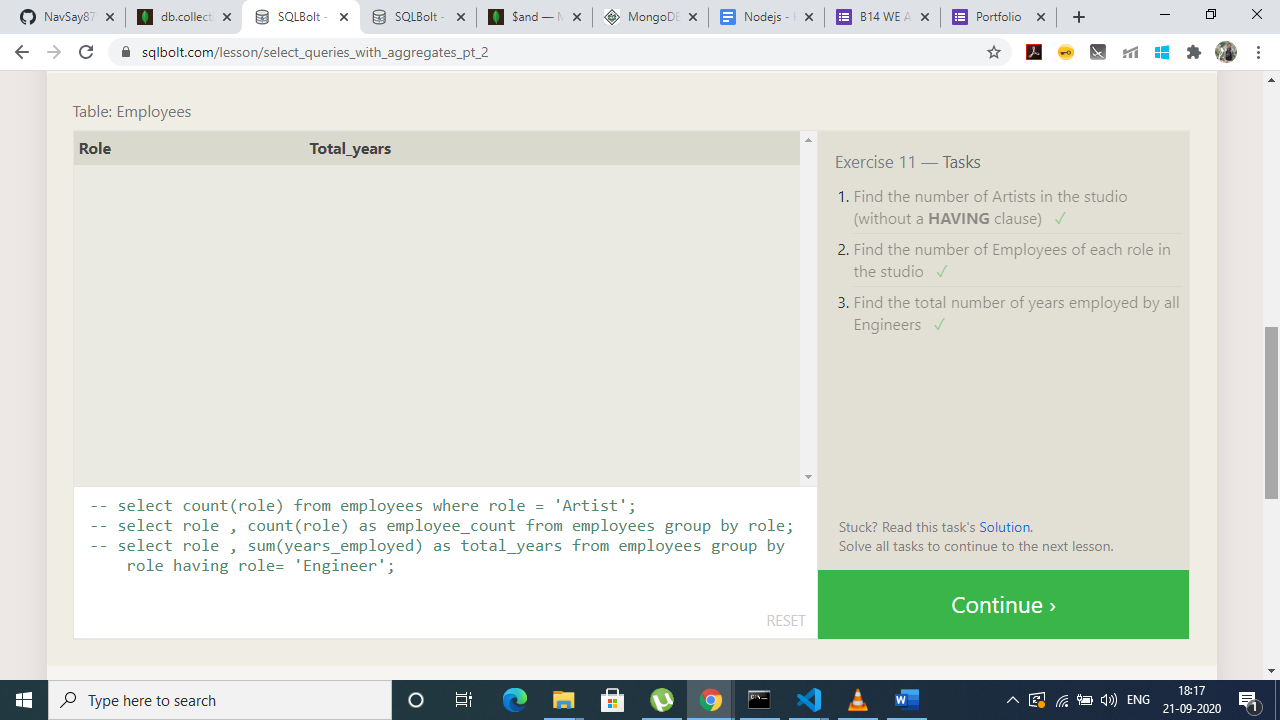 NavSay87
db.collect
SQLBolt -
SQLBolt -
$and — M
MongoDB
Nodejs -
B14 WE A
Portfolio
sqlbolt.com/lesson/select_queries_with_aggregates_pt_2
Table: Employees
Role Total_years
Exercise 11 — Tasks
1. Find the number of Artists in the studio
(without a HAVING clause) ✓
2. Find the number of Employees of each role in
the studio ✓
3. Find the total number of years employed by all
Engineers ✓
-- select count(role) from employees where role = 'Artist';
-- select role , count(role) as employee_count from employees group by role;
-- select role , sum(years_employed) as total_years from employees group by
role having role= 'Engineer';
RESET
Stuck? Read this task's Solution.
Solve all tasks to continue to the next lesson.
Continue ›
Type here to search
ENG
18:17
21-09-2020
1